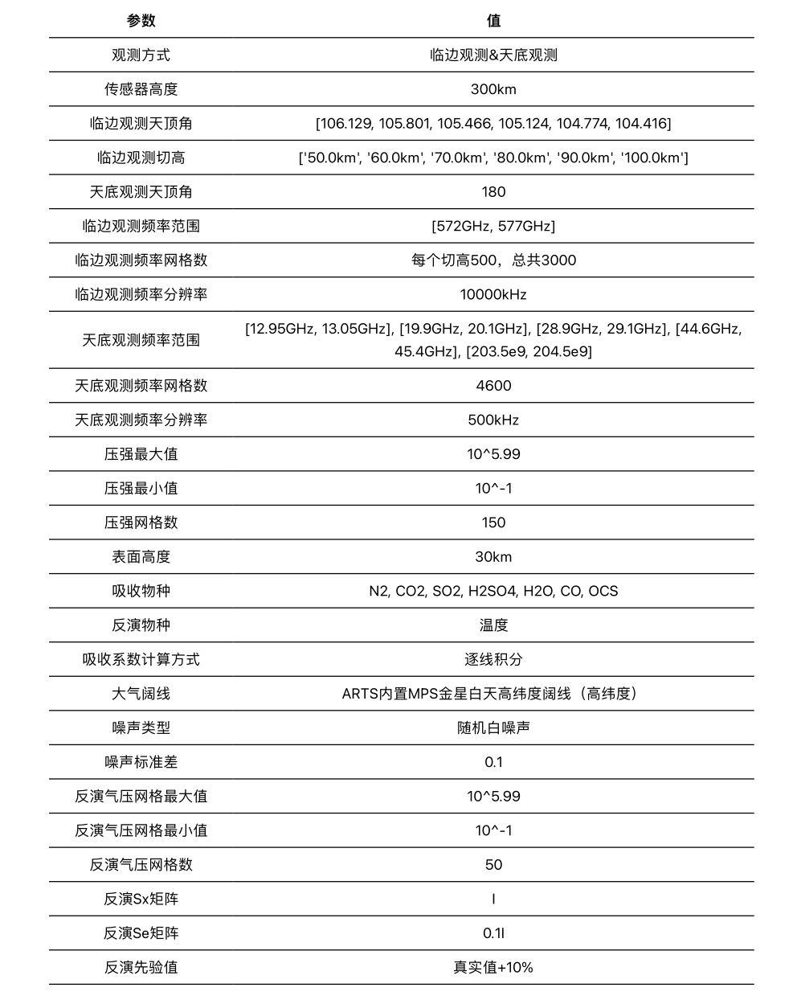 参数 值
观测方式 临边观测&天底观测
传感器高度 300km
临边观测天顶角 [106.129, 105.801, 105.466, 105.124, 104.774, 104.416]
临边观测切高 ['50.0km', '60.0km', '70.0km', '80.0km', '90.0km', '100.0km']
天底观测天顶角 180
临边观测频率范围 [572GHz, 577GHz]
临边观测频率网格数 每个切高500，总共3000
临边观测频率分辨率 10000kHz
天底观测频率范围 [12.95GHz, 13.05GHz], [19.9GHz, 20.1GHz], [28.9GHz, 29.1GHz], [44.6GHz,
45.4GHz], [203.5e9, 204.5e9]
天底观测频率网格数 4600
天底观测频率分辨率 500kHz
压强最大值 10^5.99
压强最小值 10^-1
压强网格数 150
表面高度 30km
吸收物种 N2, CO2, SO2, H2SO4, H2O, CO, OCS
反演物种 温度
吸收系数计算方式 逐线积分
大气阔线 ARTS内置MPS金星白天高纬度阔线（高纬度）
噪声类型 随机白噪声
噪声标准差 0.1
反演气压网格最大值 10^5.99
反演气压网格最小值 10^-1
反演气压网格数 50
反演Sx矩阵 I
反演Se矩阵 0.1I
反演先验值 真实值+10%